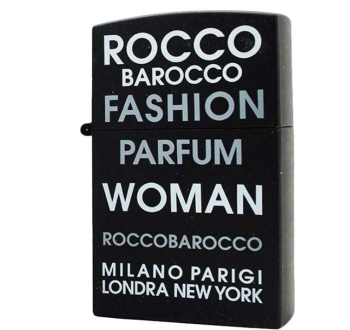 ROCCO
BAROCCO
FASHION
PARFUM
WOMAN
ROCCOBAROCCO
MILANO PARIGI
LONDRA NEW YORK